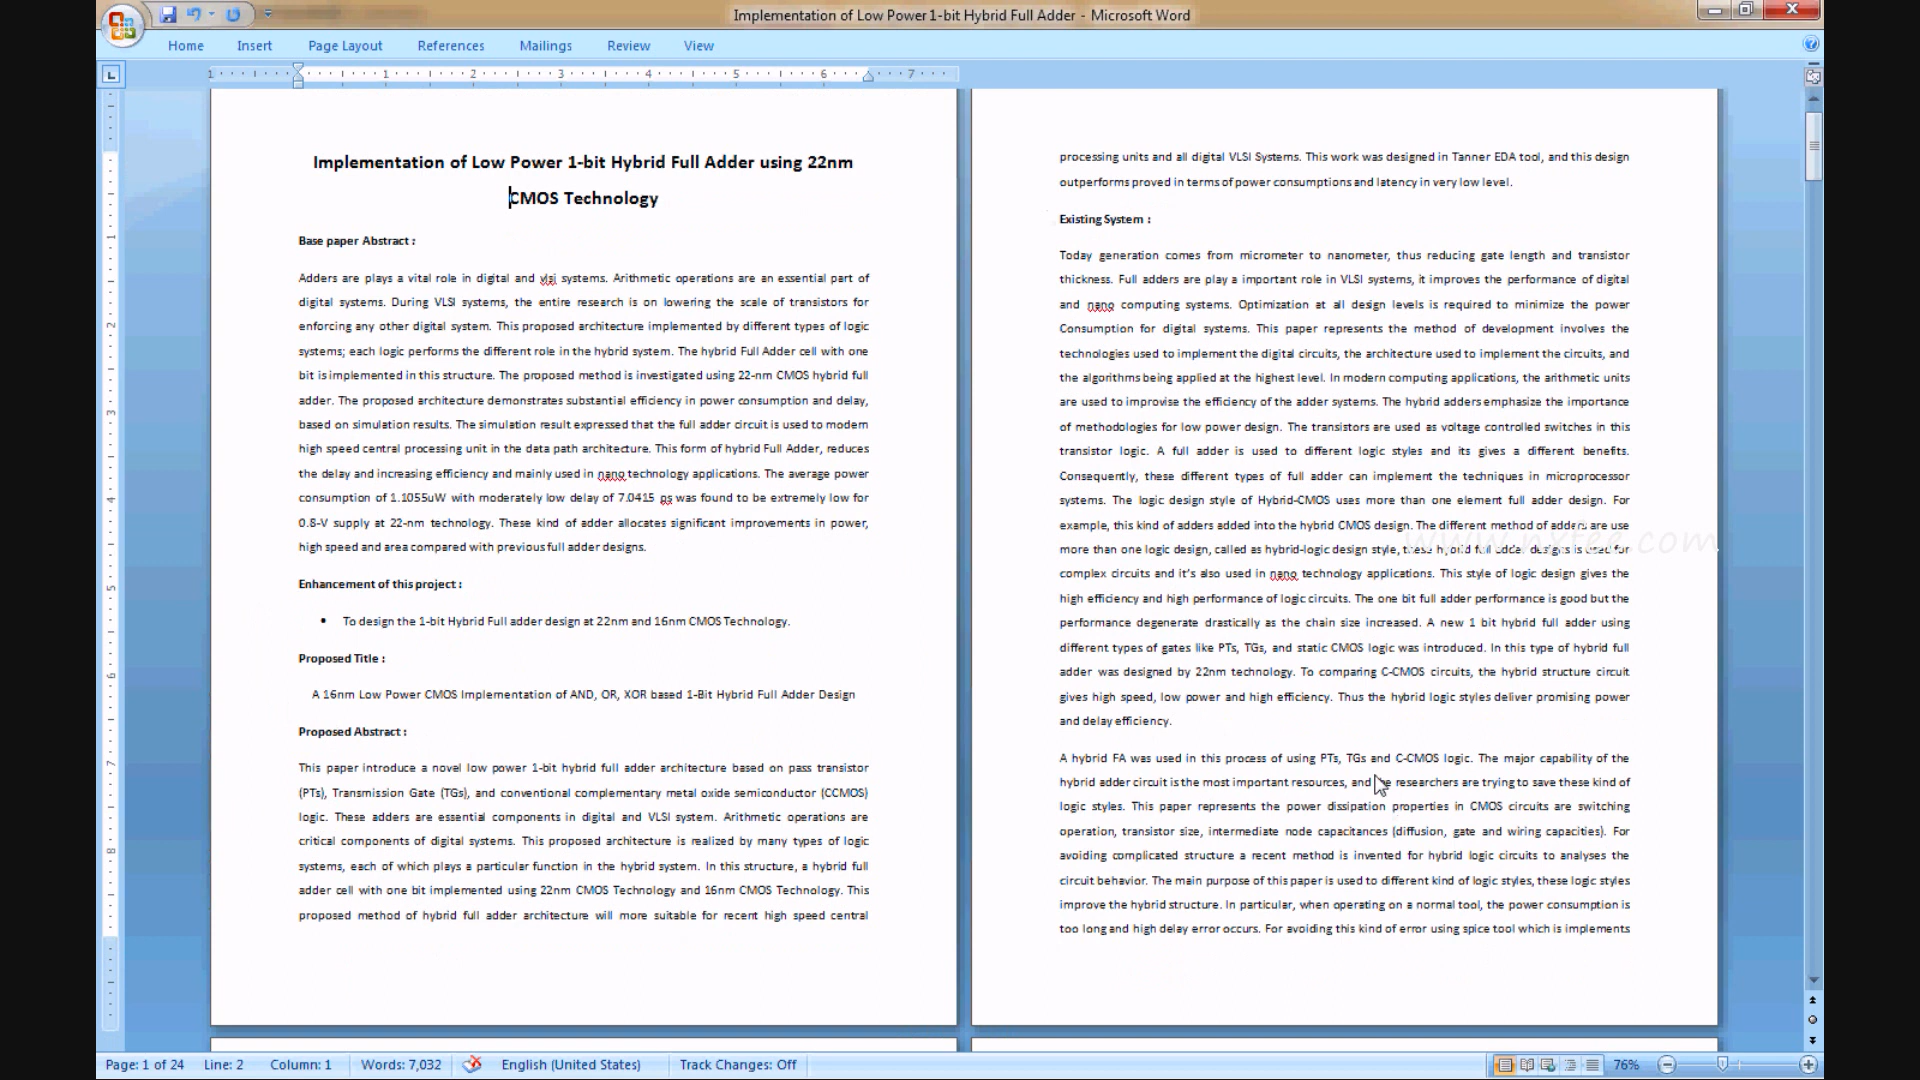 Implementation of Low Power 1-bit Hybrid Full Adder - Microsoft Word
Home Insert Page Layout References Mailings Review View
1 1 2 3 4 5 6 7
Implementation of Low Power 1-bit Hybrid Full Adder using 22nm
CMOS Technology
Base paper Abstract :
Adders are plays a vital role in digital and vlsi systems. Arithmetic operations are an essential part of
digital systems. During VLSI systems, the entire research is on lowering the scale of transistors for
enforcing any other digital system. This proposed architecture implemented by different types of logic
systems; each logic performs the different role in the hybrid system. The hybrid Full Adder cell with one
bit is implemented in this structure. The proposed method is investigated using 22-nm CMOS hybrid full
adder. The proposed architecture demonstrates substantial efficiency in power consumption and delay,
based on simulation results. The simulation result expressed that the full adder circuit is used to modern
high speed central processing unit in the data path architecture. This form of hybrid Full Adder, reduces
the delay and increasing efficiency and mainly used in nano technology applications. The average power
consumption of 1.1055uW with moderately low delay of 7.0415 ps was found to be extremely low for
0.8-V supply at 22-nm technology. These kind of adder allocates significant improvements in power,
high speed and area compared with previous full adder designs.
Enhancement of this project :
• To design the 1-bit Hybrid Full adder design at 22nm and 16nm CMOS Technology.
Proposed Title :
A 16nm Low Power CMOS Implementation of AND, OR, XOR based 1-Bit Hybrid Full Adder Design
Proposed Abstract :
This paper introduce a novel low power 1-bit hybrid full adder architecture based on pass transistor
(PTs), Transmission Gate (TGs), and conventional complementary metal oxide semiconductor (CCMOS)
logic. These adders are essential components in digital and VLSI system. Arithmetic operations are
critical components of digital systems. This proposed architecture is realized by many types of logic
systems, each of which plays a particular function in the hybrid system. In this structure, a hybrid full
adder cell with one bit implemented using 22nm CMOS Technology and 16nm CMOS Technology. This
proposed method of hybrid full adder architecture will more suitable for recent high speed central
processing units and all digital VLSI Systems. This work was designed in Tanner EDA tool, and this design
outperforms proved in terms of power consumptions and latency in very low level.
Existing System :
Today generation comes from micrometer to nanometer, thus reducing gate length and transistor
thickness. Full adders are play a important role in VLSI systems, it improves the performance of digital
and nano computing systems. Optimization at all design levels is required to minimize the power
Consumption for digital systems. This paper represents the method of development involves the
technologies used to implement the digital circuits, the architecture used to implement the circuits, and
the algorithms being applied at the highest level. In modern computing applications, the arithmetic units
are used to improvise the efficiency of the adder systems. The hybrid adders emphasize the importance
of methodologies for low power design. The transistors are used as voltage controlled switches in this
transistor logic. A full adder is used to different logic styles and its gives a different benefits.
Consequently, these different types of full adder can implement the techniques in microprocessor
systems. The logic design style of Hybrid-CMOS uses more than one element full adder design. For
example, this kind of adders added into the hybrid CMOS design. The different method of adders are use
more than one logic design, called as hybrid-logic design style, these hybrid full adder designs is used for
complex circuits and it's also used in nano technology applications. This style of logic design gives the
high efficiency and high performance of logic circuits. The one bit full adder performance is good but the
performance degenerate drastically as the chain size increased. A new 1 bit hybrid full adder using
different types of gates like PTs, TGs, and static CMOS logic was introduced. In this type of hybrid full
adder was designed by 22nm technology. To comparing C-CMOS circuits, the hybrid structure circuit
gives high speed, low power and high efficiency. Thus the hybrid logic styles deliver promising power
and delay efficiency.
A hybrid FA was used in this process of using PTs, TGs and C-CMOS logic. The major capability of the
hybrid adder circuit is the most important resources, and the researchers are trying to save these kind of
logic styles. This paper represents the power dissipation properties in CMOS circuits are switching
operation, transistor size, intermediate node capacitances (diffusion, gate and wiring capacities). For
avoiding complicated structure a recent method is invented for hybrid logic circuits to analyses the
circuit behavior. The main purpose of this paper is used to different kind of logic styles, these logic styles
improve the hybrid structure. In particular, when operating on a normal tool, the power consumption is
too long and high delay error occurs. For avoiding this kind of error using spice tool which is implements
www.nxfee.com
Page: 1 of 24 Line: 2 Column: 1 Words: 7,032 English (United States) Track Changes: Off 76%